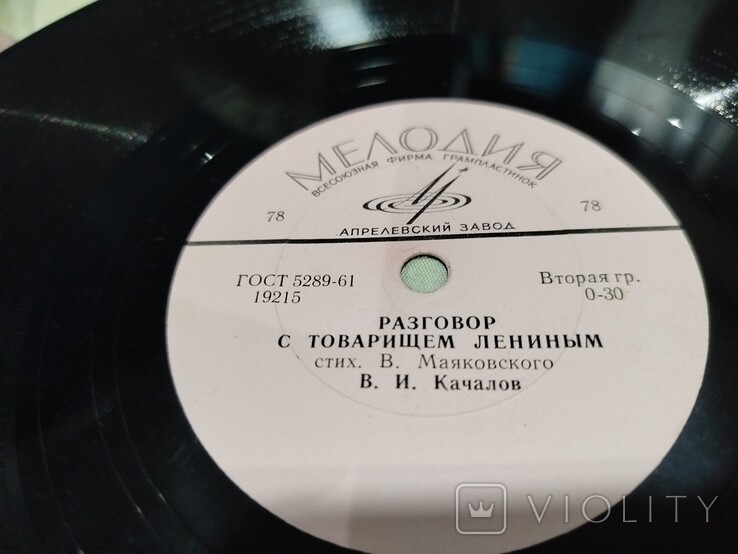 МЕЛОДИЯ
ВСЕСОЮЗНАЯ ФИРМА ГРАМПЛАСТИНОК
78 78
АПРЕЛЕВСКИЙ ЗАВОД
ГОСТ 5289-61 Вторая гр.
19215 0-30
РАЗГОВОР
С ТОВАРИЩЕМ ЛЕНИНЫМ
стих. В. Маяковского
В. И. Качалов
VIOLITY